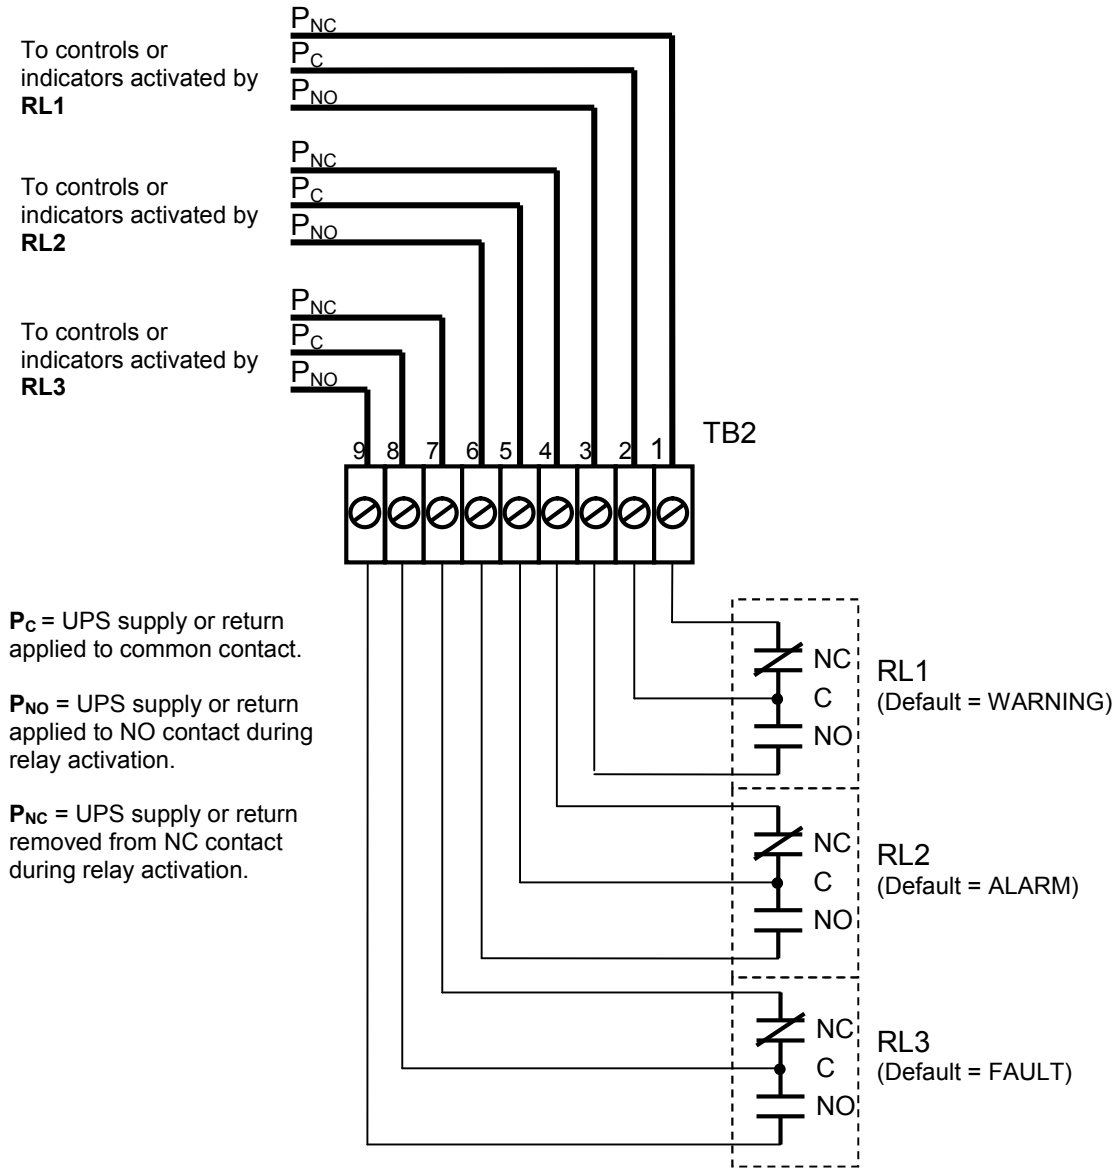 P_NC
To controls or
indicators activated by
RL1
P_C
P_NO
P_NC
To controls or
indicators activated by
RL2
P_C
P_NO
P_NC
To controls or
indicators activated by
RL3
P_C
P_NO
TB2
9 8 7 6 5 4 3 2 1
P_C = UPS supply or return
applied to common contact.
P_NO = UPS supply or return
applied to NO contact during
relay activation.
P_NC = UPS supply or return
removed from NC contact
during relay activation.
NC
C
NO
RL1
(Default = WARNING)
NC
C
NO
RL2
(Default = ALARM)
NC
C
NO
RL3
(Default = FAULT)